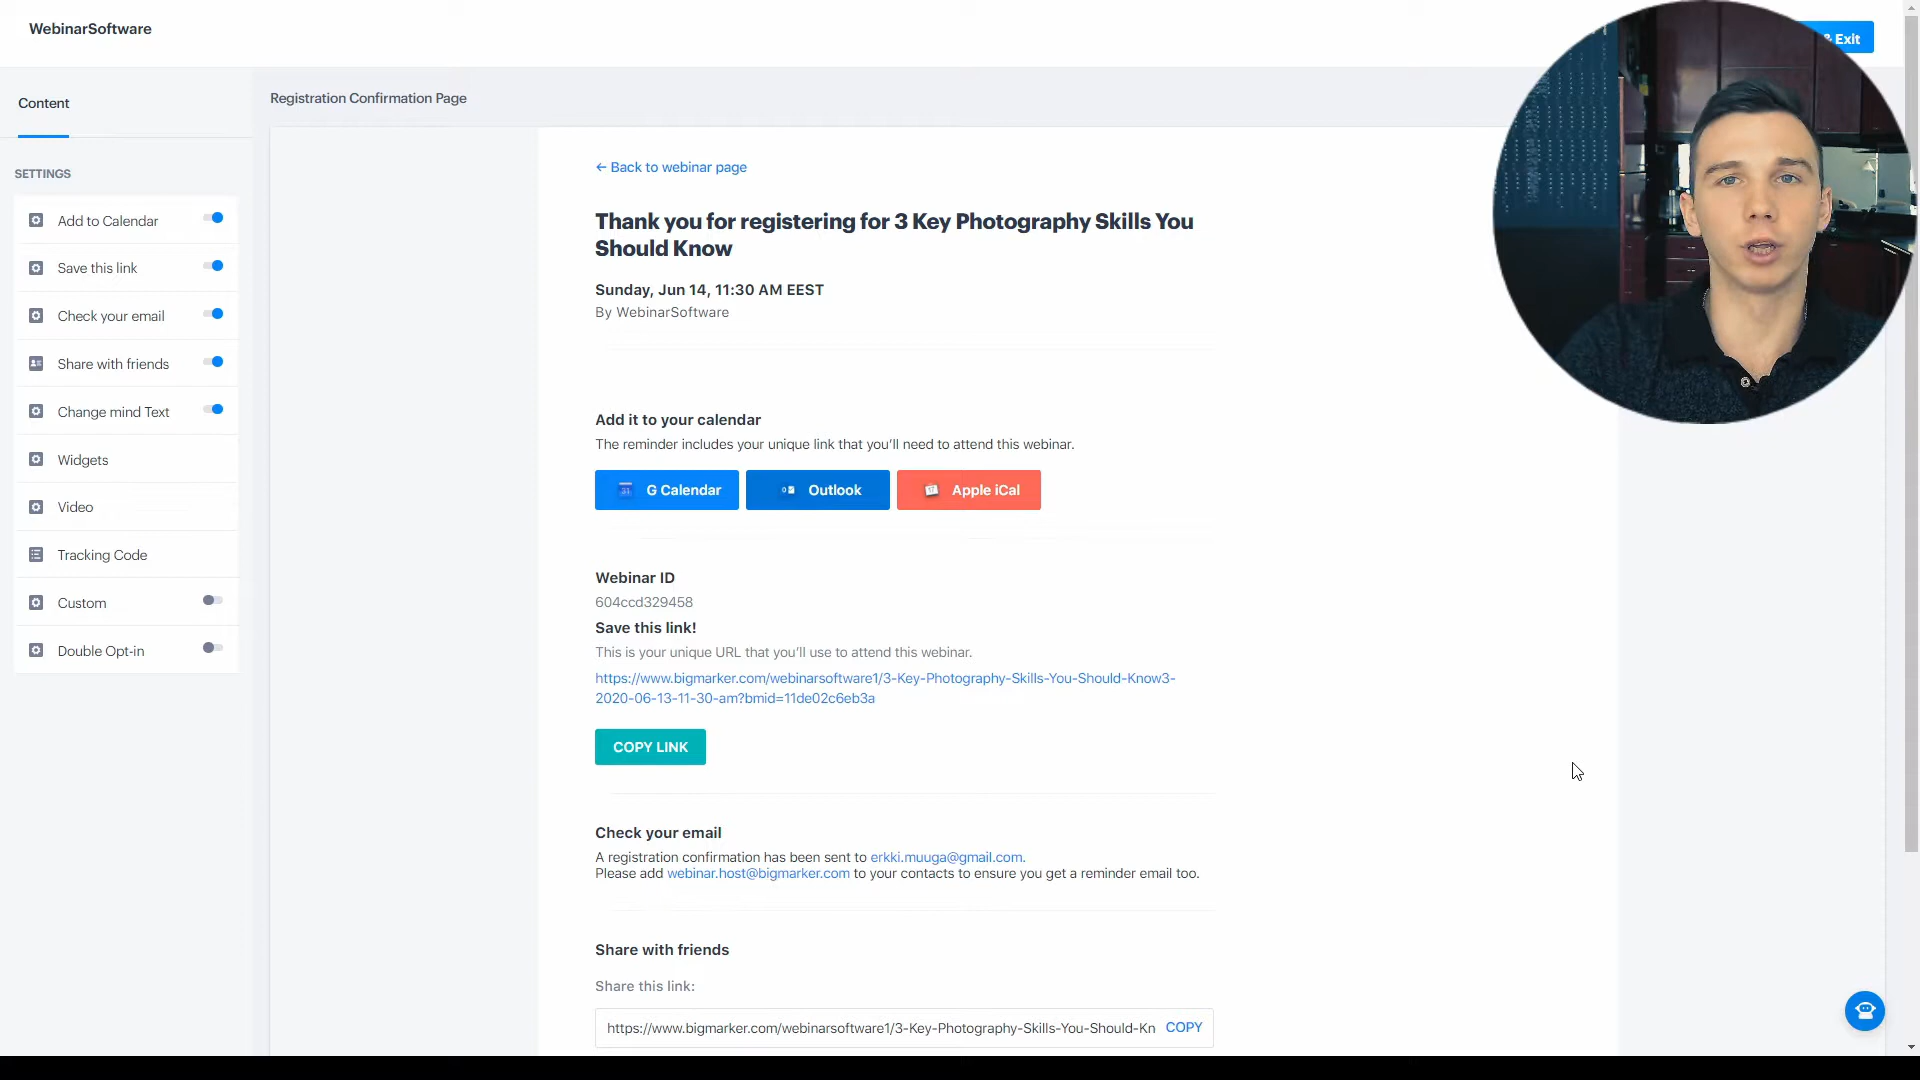 WebinarSoftware
& Exit
Content
Registration Confirmation Page
SETTINGS
Add to Calendar
Save this link
Check your email
Share with friends
Change mind Text
Widgets
Video
Tracking Code
Custom
Double Opt-in
← Back to webinar page
Thank you for registering for 3 Key Photography Skills You
Should Know
Sunday, Jun 14, 11:30 AM EEST
By WebinarSoftware
Add it to your calendar
The reminder includes your unique link that you'll need to attend this webinar.
G Calendar
Outlook
Apple iCal
Webinar ID
604ccd329458
Save this link!
This is your unique URL that you'll use to attend this webinar.
https://www.bigmarker.com/webinarsoftware1/3-Key-Photography-Skills-You-Should-Know3-
2020-06-13-11-30-am?bmid=11de02c6eb3a
COPY LINK
Check your email
A registration confirmation has been sent to erkki.muuga@gmail.com.
Please add webinar.host@bigmarker.com to your contacts to ensure you get a reminder email too.
Share with friends
Share this link:
https://www.bigmarker.com/webinarsoftware1/3-Key-Photography-Skills-You-Should-Kn COPY